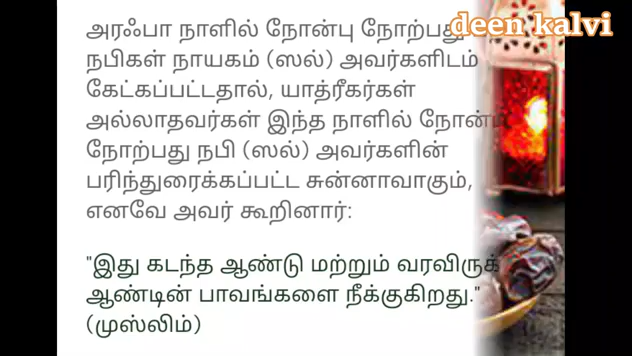 deen kalvi
அரஃபா நாளில் நோன்பு நோற்பது
நபிகள் நாயகம் (ஸல்) அவர்களிடம்
கேட்கப்பட்டதால், யாத்ரீகர்கள்
அல்லாதவர்கள் இந்த நாளில் நோன்பு
நோற்பது நபி (ஸல்) அவர்களின்
பரிந்துரைக்கப்பட்ட சுன்னாவாகும்,
எனவே அவர் கூறினார்:
"இது கடந்த ஆண்டு மற்றும் வரவிருக்
ஆண்டின் பாவங்களை நீக்குகிறது."
(முஸ்லிம்)